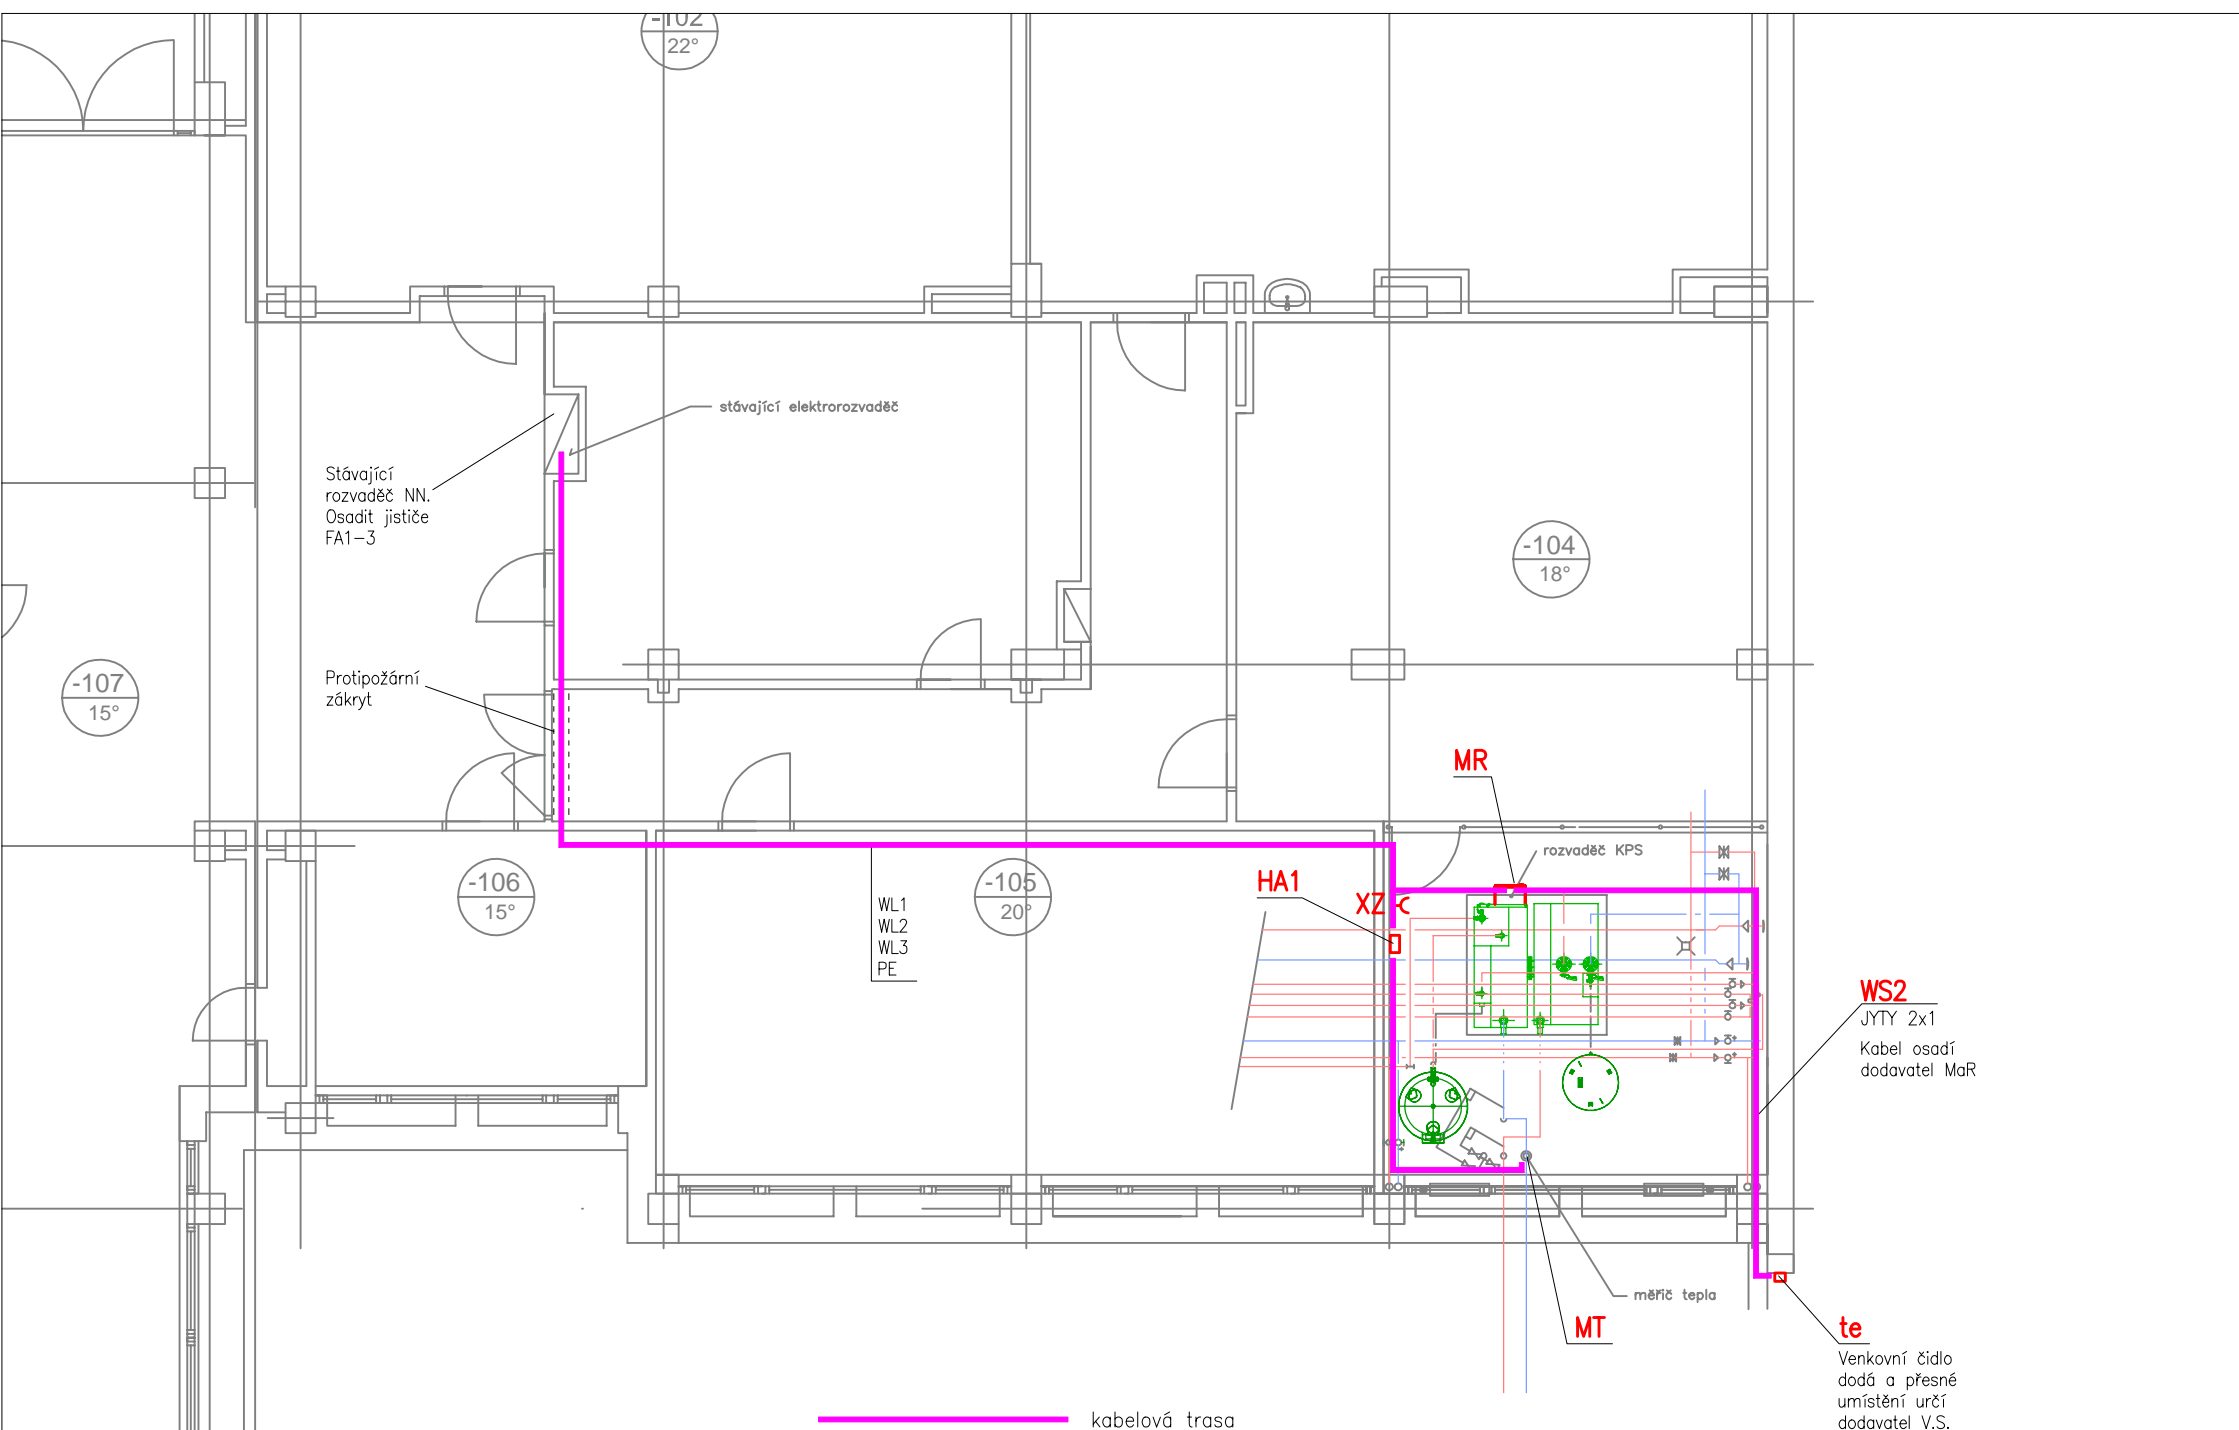 -102
22°
stávající elektrorozvaděč
Stávající
rozvaděč NN.
Osadit jističe
FA1-3
-104
18°
Protipožární
zákryt
-107
15°
MR
rozvaděč KPS
HA1
XZ
-106
15°
-105
20°
WL1
WL2
WL3
PE
WS2
JYTY 2x1
Kabel osadí
dodavatel MaR
měřič tepla
MT
te
Venkovní čidlo
dodá a přesné
umístění určí
dodavatel V.S.
kabelová trasa